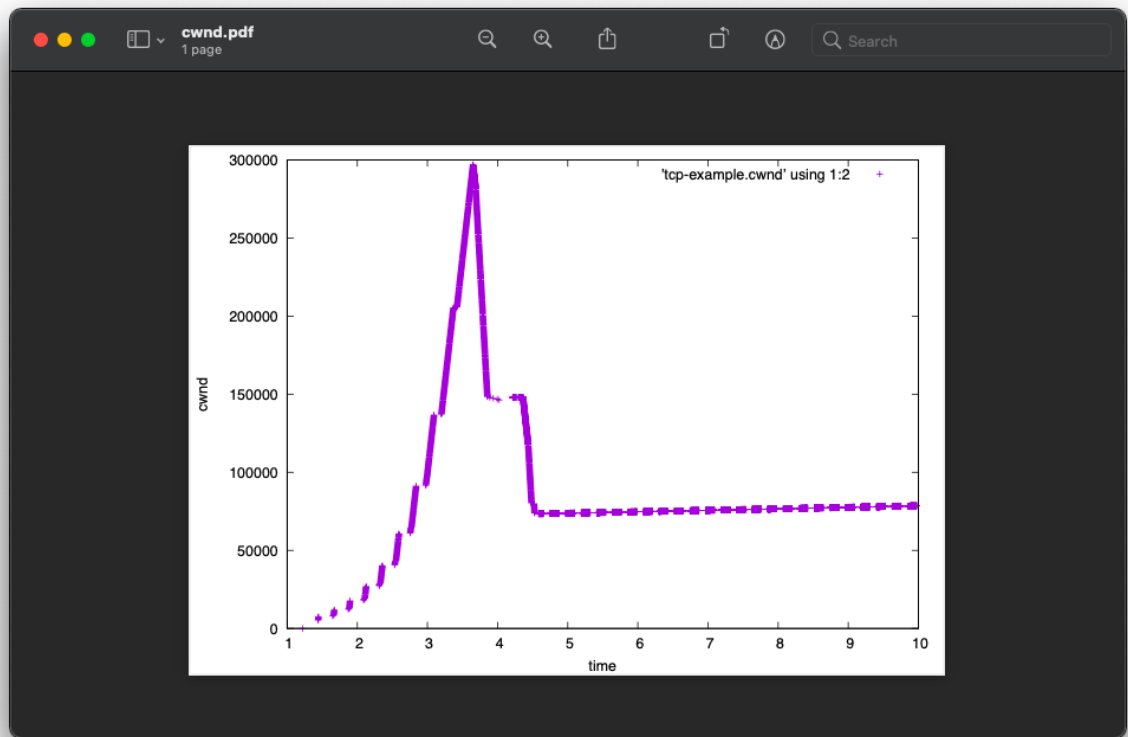 cwnd.pdf
1 page
Search
300000
'tcp-example.cwnd' using 1:2
250000
200000
150000
cwnd
100000
50000
0
1 2 3 4 5 6 7 8 9 10
time